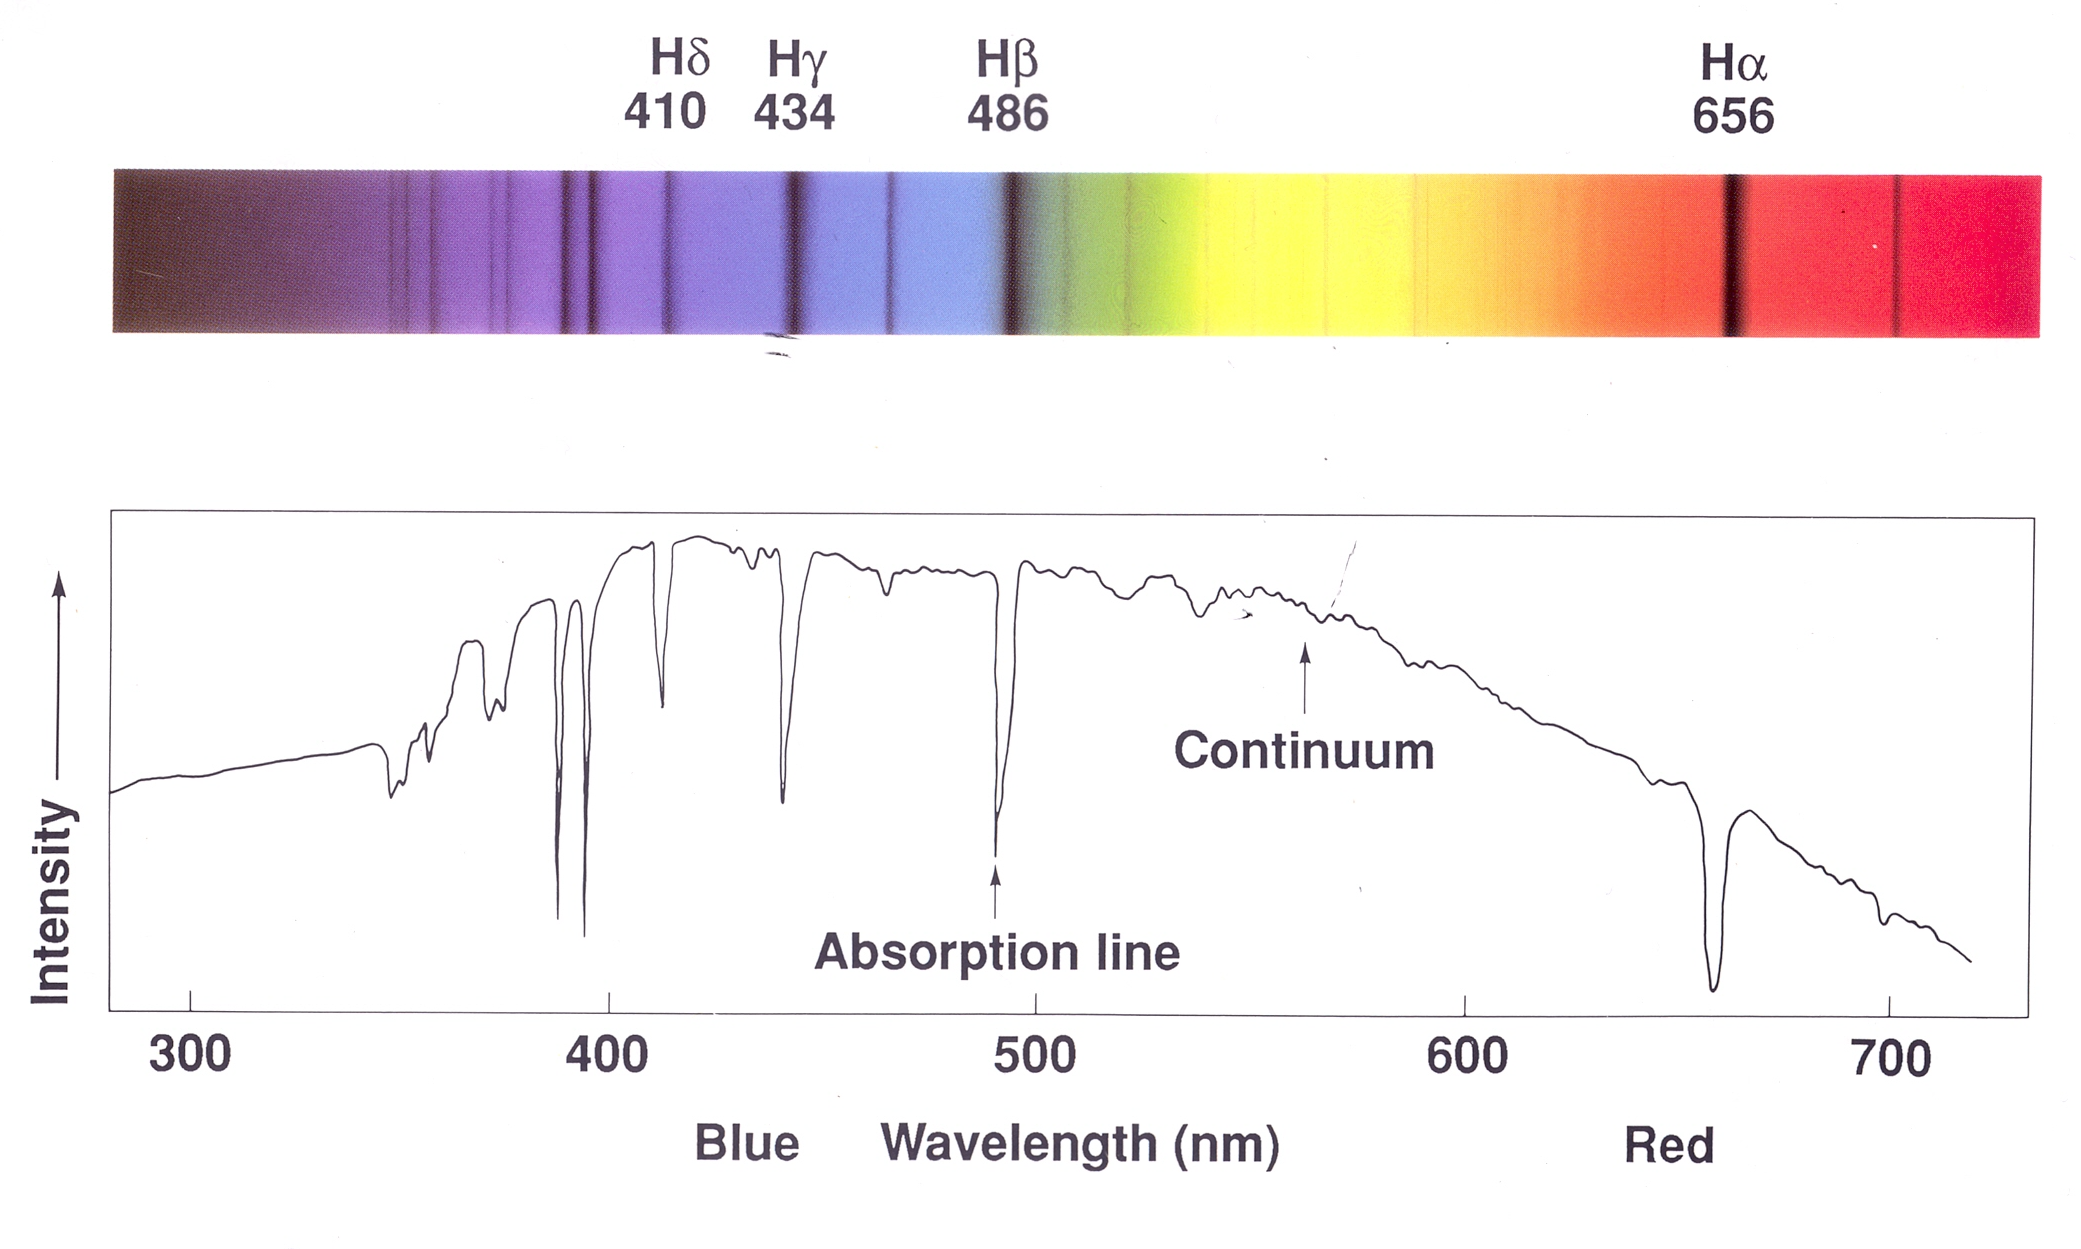 Hδ
410
Hγ
434
Hβ
486
Hα
656
Continuum
Absorption line
Intensity
300 400 500 600 700
Blue Wavelength (nm) Red